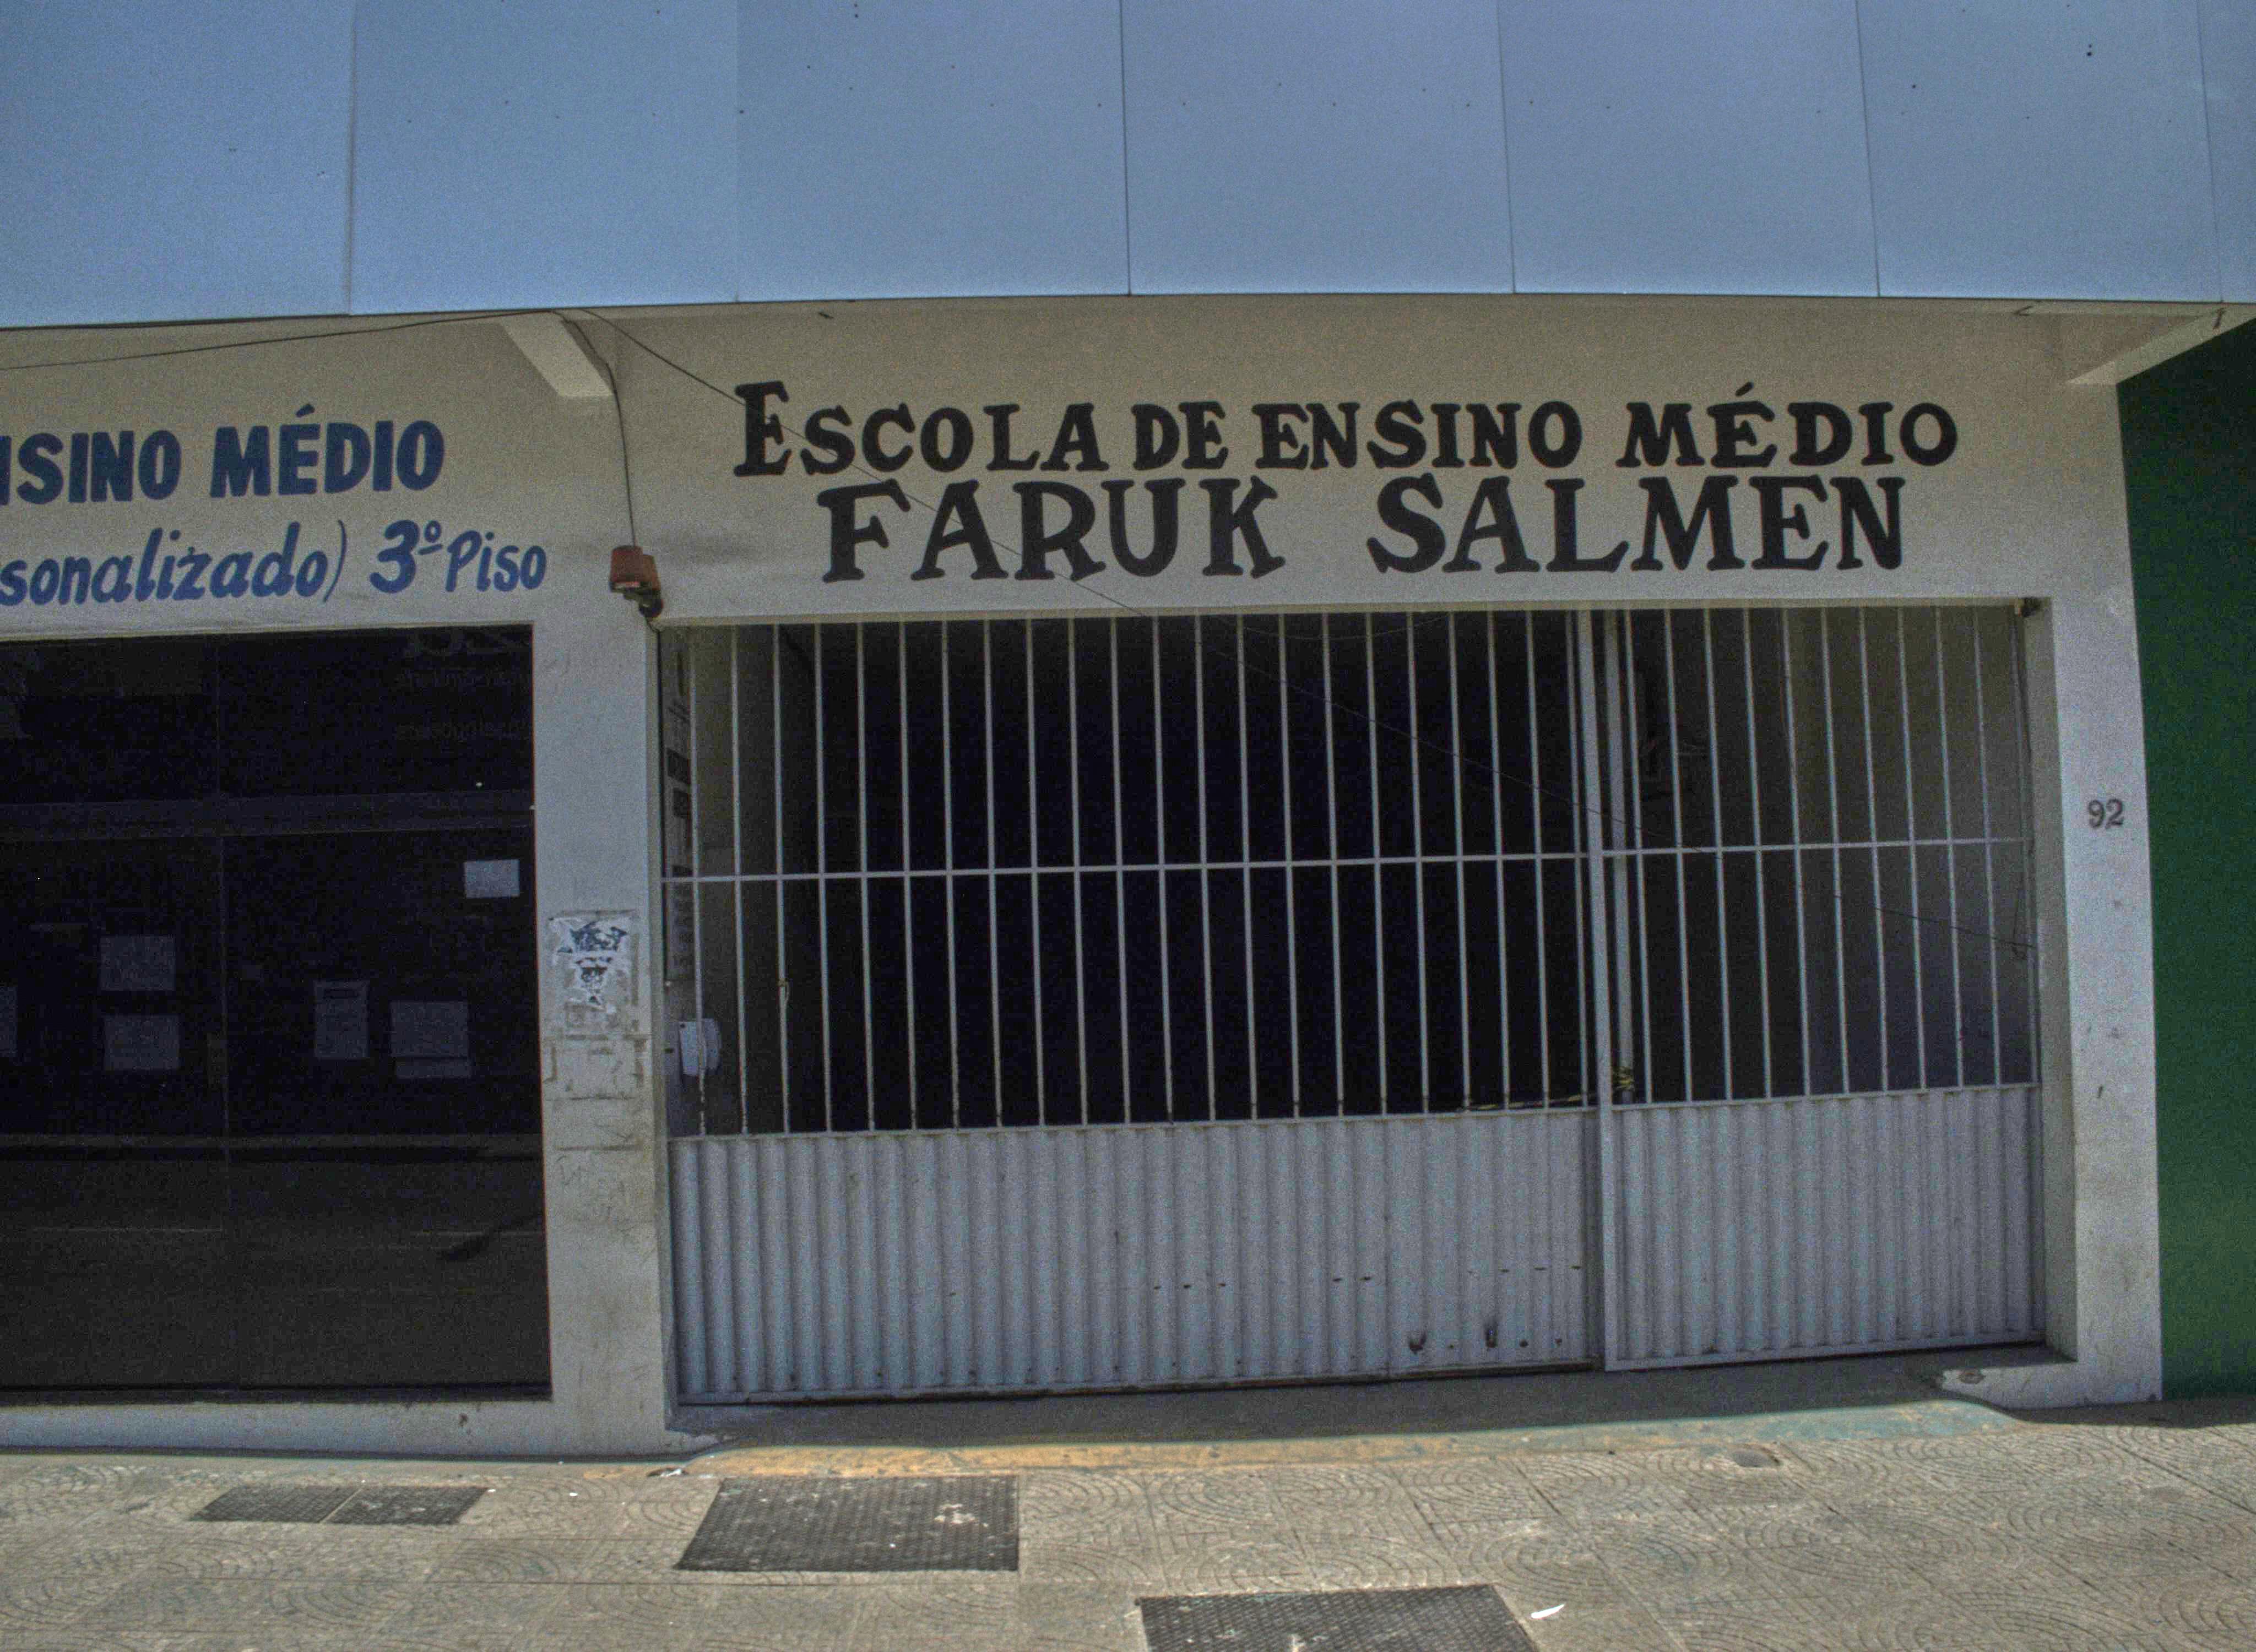 NSINO MÉDIO
sonalizado) 3º Piso
ESCOLA DE ENSINO MÉDIO
FARUK SALMEN
92